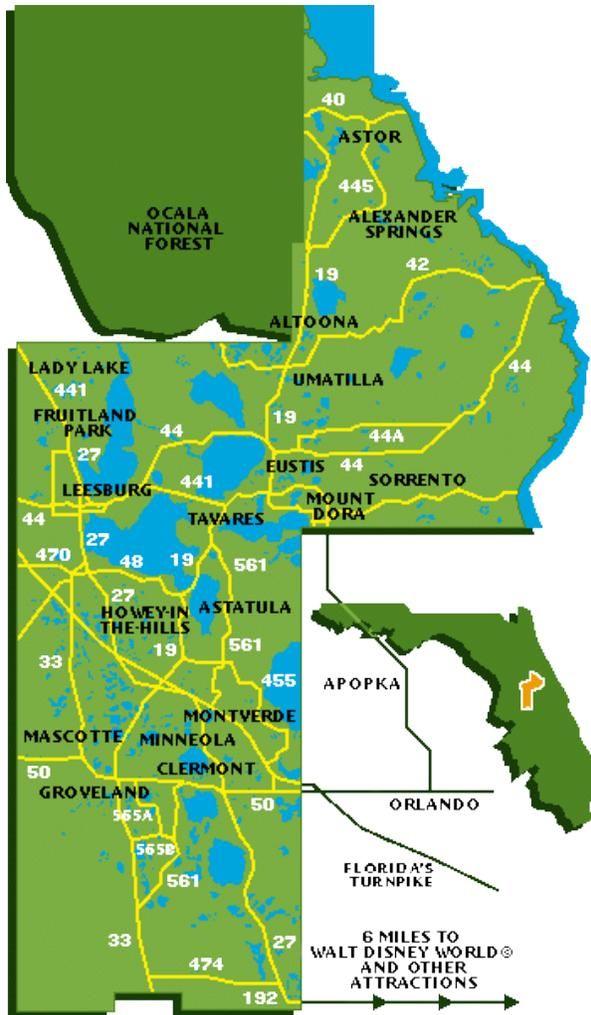 40
ASTOR
445
OCALA
NATIONAL
FOREST
ALEXANDER
SPRINGS
19
42
ALTOONA
LADY LAKE
441
UMATILLA
44
FRUITLAND
PARK
19
44
44A
27
EUSTIS
44
441
SORRENTO
LEESBURG
MOUNT
DORA
44
TAVARES
27
470
48
19
561
27
HOWEY-IN
THE-HILLS
ASTATULA
19
561
33
455
APOPKA
MONTVERDE
MASCOTTE
MINNEOLA
CLERMONT
50
GROVELAND
50
ORLANDO
565A
565B
FLORIDA'S
TURNPIKE
561
33
27
6 MILES TO
WALT DISNEY WORLD®
AND OTHER
ATTRACTIONS
474
192